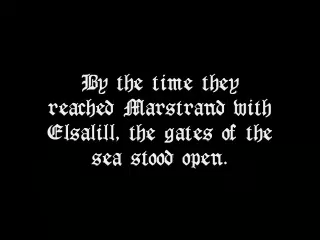 By the time they
reached Marstrand with
Elsalill, the gates of the
sea stood open.